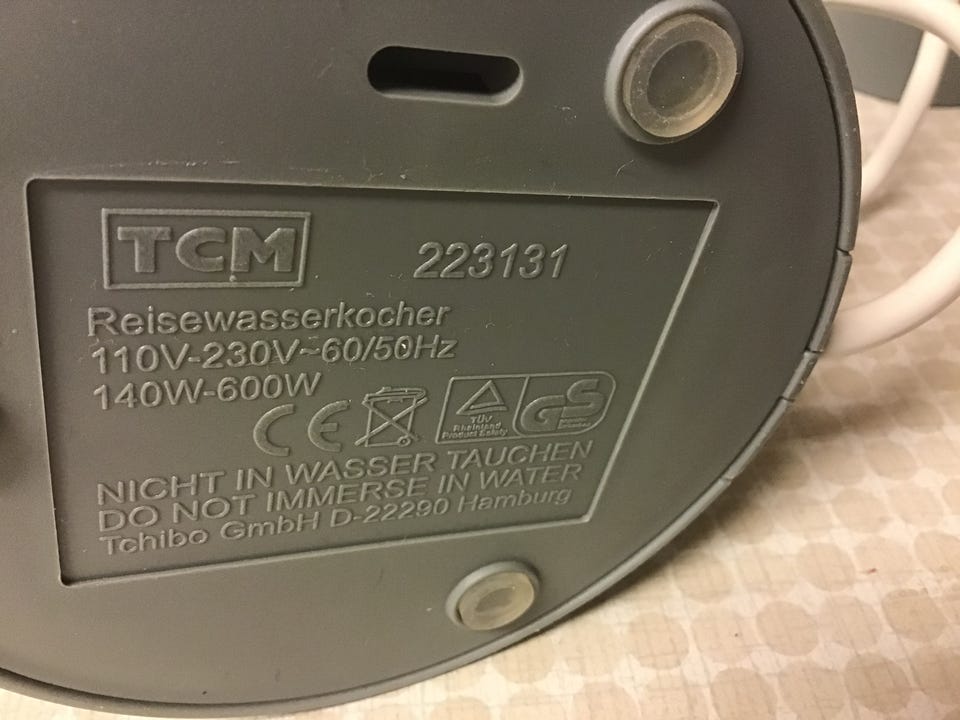 TCM 223131
Reisewasserkocher
110V-230V~60/50Hz
140W-600W
CE TÜV Rheinland Product Safety GS
NICHT IN WASSER TAUCHEN
DO NOT IMMERSE IN WATER
Tchibo GmbH D-22290 Hamburg